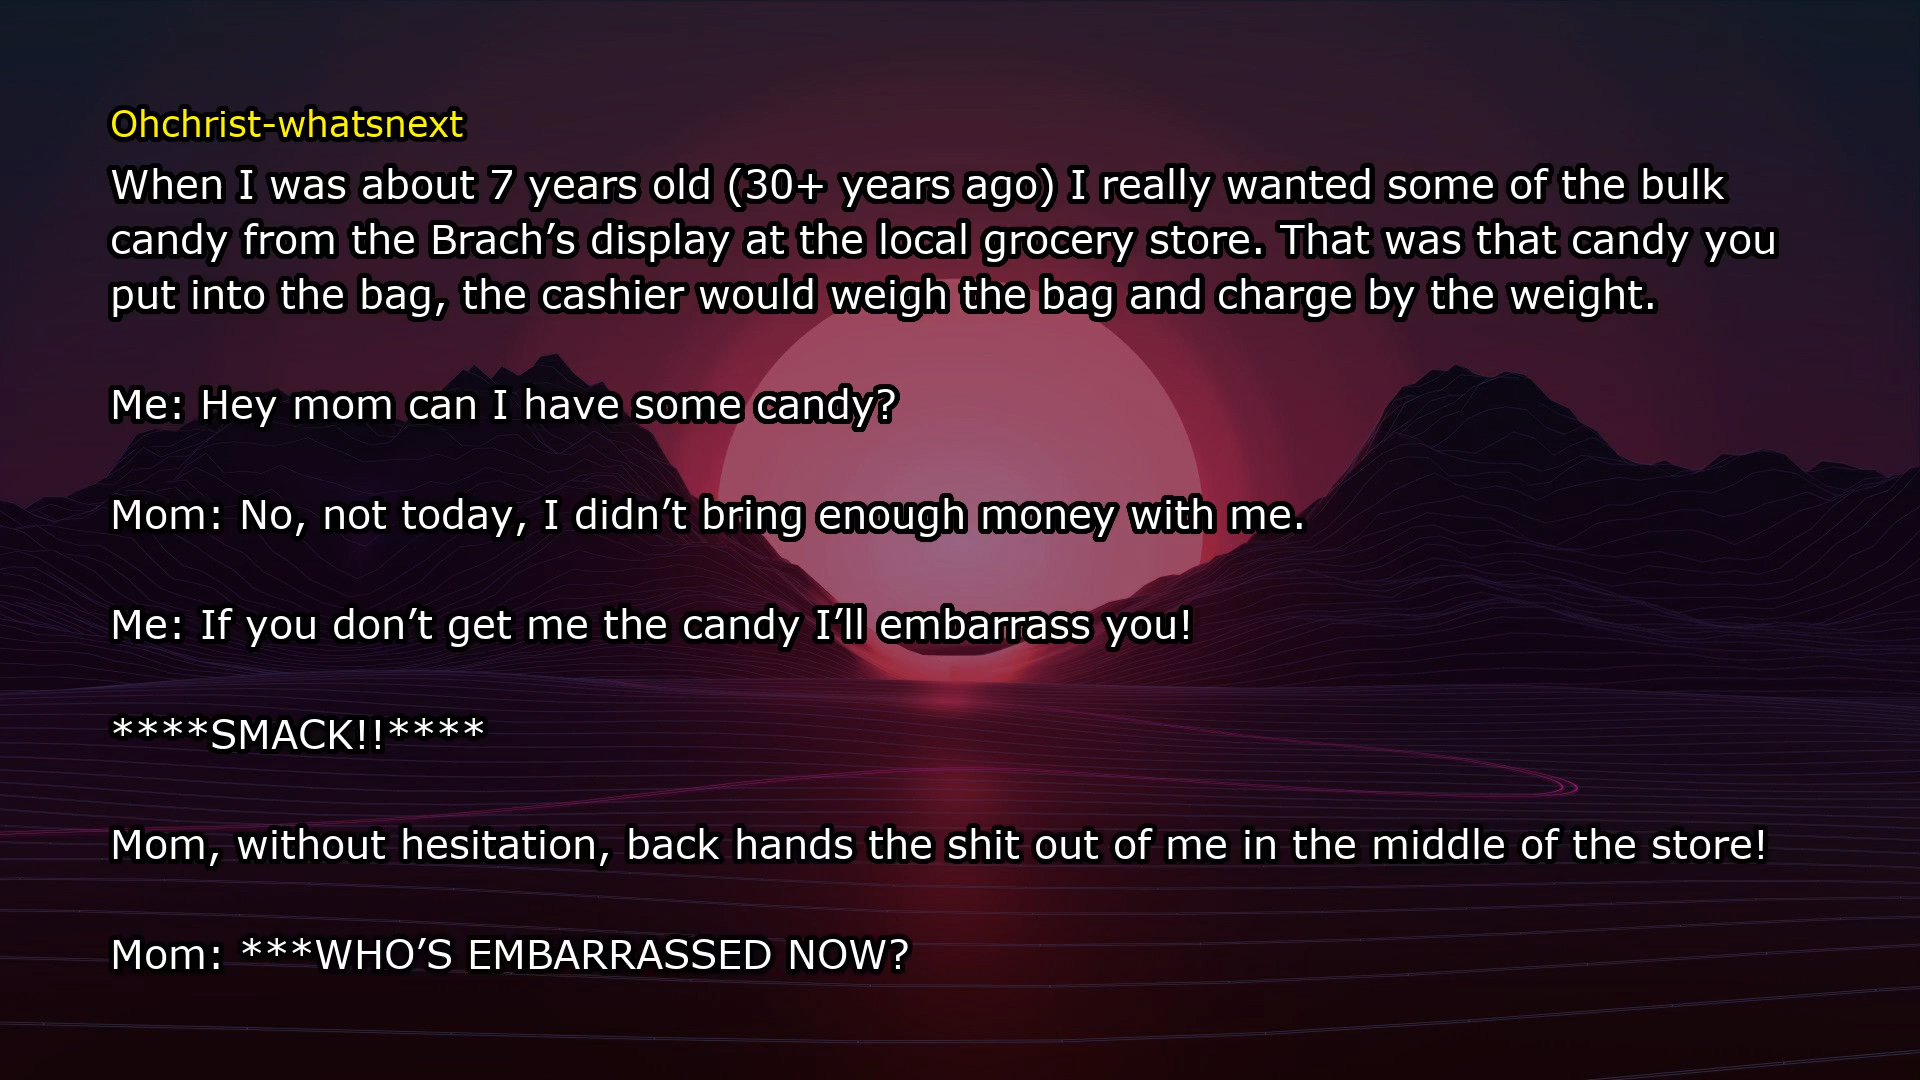 Ohchrist-whatsnext
When I was about 7 years old (30+ years ago) I really wanted some of the bulk
candy from the Brach’s display at the local grocery store. That was that candy you
put into the bag, the cashier would weigh the bag and charge by the weight.
Me: Hey mom can I have some candy?
Mom: No, not today, I didn’t bring enough money with me.
Me: If you don’t get me the candy I’ll embarrass you!
****SMACK!!****
Mom, without hesitation, back hands the shit out of me in the middle of the store!
Mom: ***WHO’S EMBARRASSED NOW?